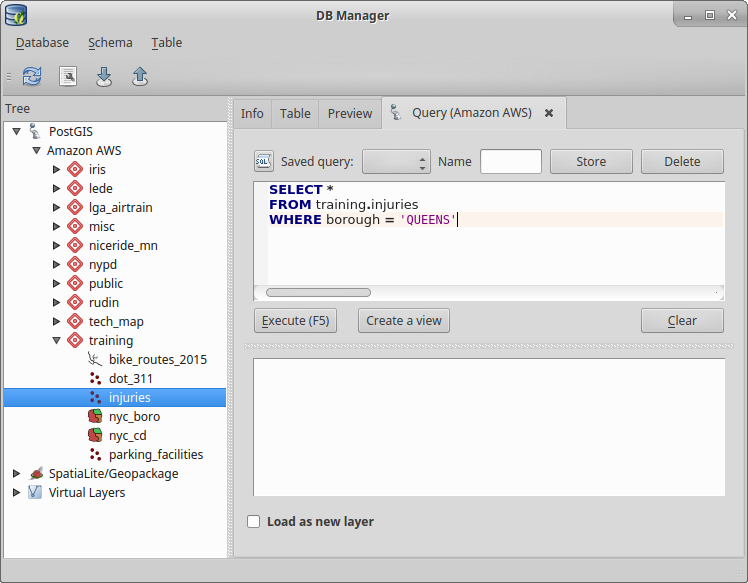 DB Manager
Database Schema Table
Tree
PostGIS
Amazon AWS
iris
lede
lga_airtrain
misc
niceride_mn
nypd
public
rudin
tech_map
training
bike_routes_2015
dot_311
injuries
nyc_boro
nyc_cd
parking_facilities
SpatiaLite/Geopackage
Virtual Layers
Info Table Preview Query (Amazon AWS)
SQL Saved query: Name Store Delete
SELECT *
FROM training.injuries
WHERE borough = 'QUEENS'
Execute (F5) Create a view Clear
Load as new layer